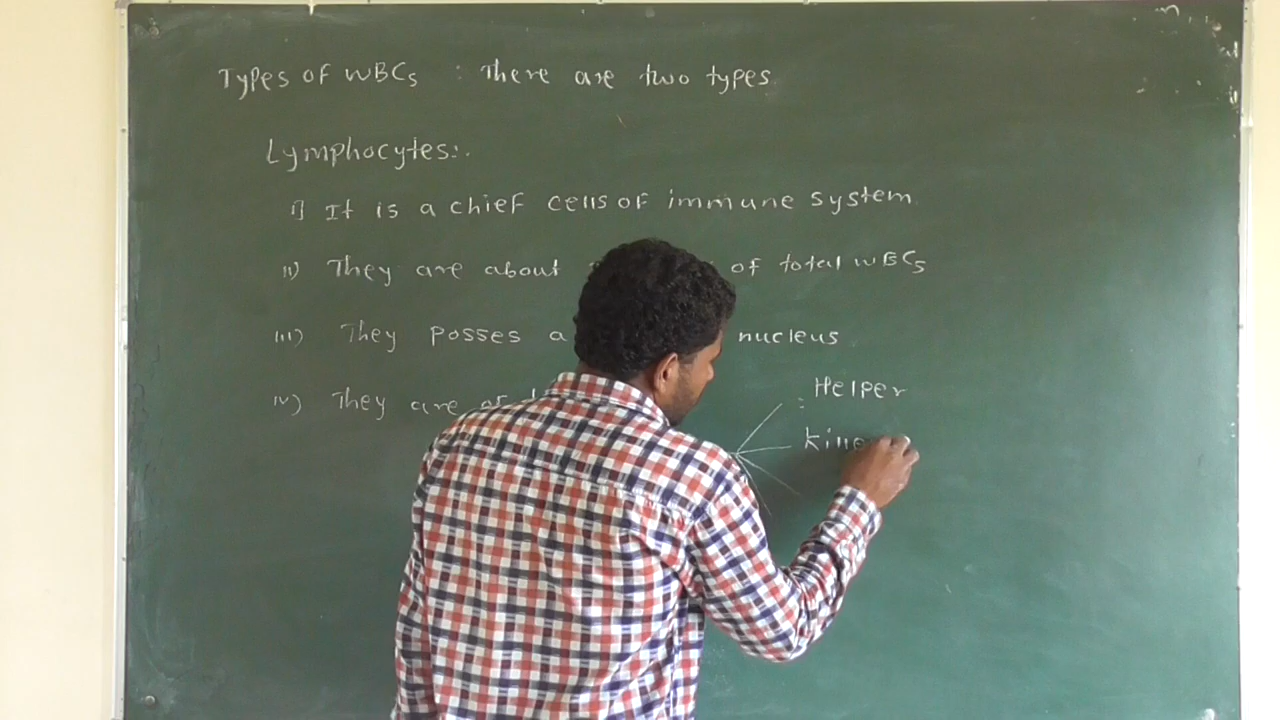 Types OF WBCs : There are two types.
Lymphocytes:.
i) It is a chief cells OF immune system.
ii) They are about of total WBCs
iii) They posses a nucleus
iv) They are of
Helper